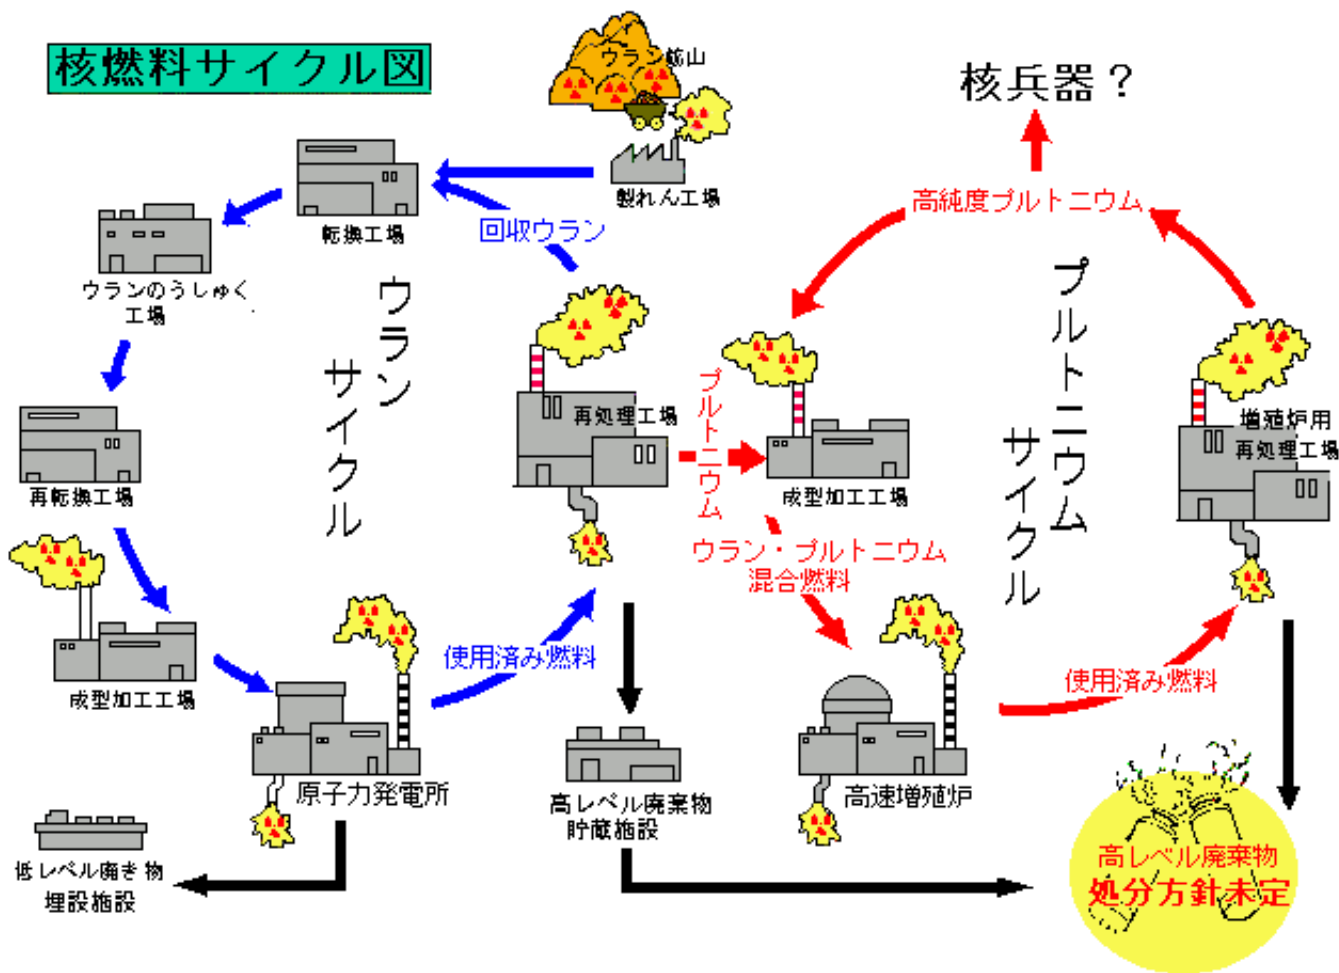 核燃料サイクル図
ウラン鉱山
核兵器？
製れん工場
高純度プルトニウム
回収ウラン
転換工場
ウランのうしゅく
工場
ウラン
サイクル
プルトニウム
サイクル
再処理工場
プルトニウム
増殖炉用
再処理工場
再転換工場
成型加工工場
ウラン・プルトニウム
混合燃料
使用済み燃料
使用済み燃料
成型加工工場
原子力発電所
高レベル廃棄物
貯蔵施設
高速増殖炉
低レベル廃き物
埋設施設
高レベル廃棄物
処分方針未定